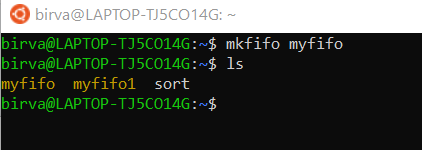 birva@LAPTOP-TJ5CO14G: ~
birva@LAPTOP-TJ5CO14G:~$ mkfifo myfifo
birva@LAPTOP-TJ5CO14G:~$ ls
myfifo  myfifo1  sort
birva@LAPTOP-TJ5CO14G:~$